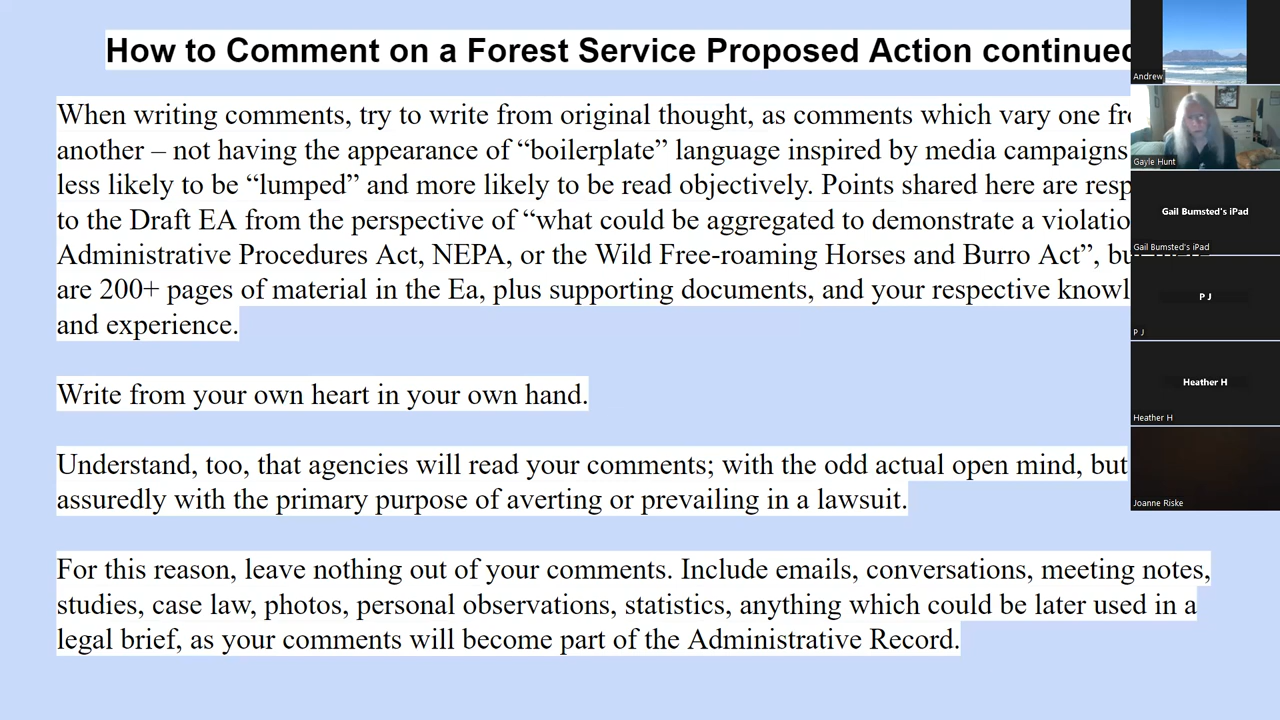 How to Comment on a Forest Service Proposed Action continued
When writing comments, try to write from original thought, as comments which vary one
another – not having the appearance of “boilerplate” language inspired by media campaigns
less likely to be “lumped” and more likely to be read objectively. Points shared here are
to the Draft EA from the perspective of “what could be aggregated to demonstrate a
Administrative Procedures Act, NEPA, or the Wild Free-roaming Horses and Burro Act”,
are 200+ pages of material in the Ea, plus supporting documents, and your respective
and experience.
Write from your own heart in your own hand.
Understand, too, that agencies will read your comments; with the odd actual open mind, but
assuredly with the primary purpose of averting or prevailing in a lawsuit.
For this reason, leave nothing out of your comments. Include emails, conversations, meeting notes,
studies, case law, photos, personal observations, statistics, anything which could be later used in a
legal brief, as your comments will become part of the Administrative Record.
Andrew
Gayle Hunt
Gail Bumsted's iPad
Gail Bumsted's iPad
P J
P J
Heather H
Heather H
Joanne Riske